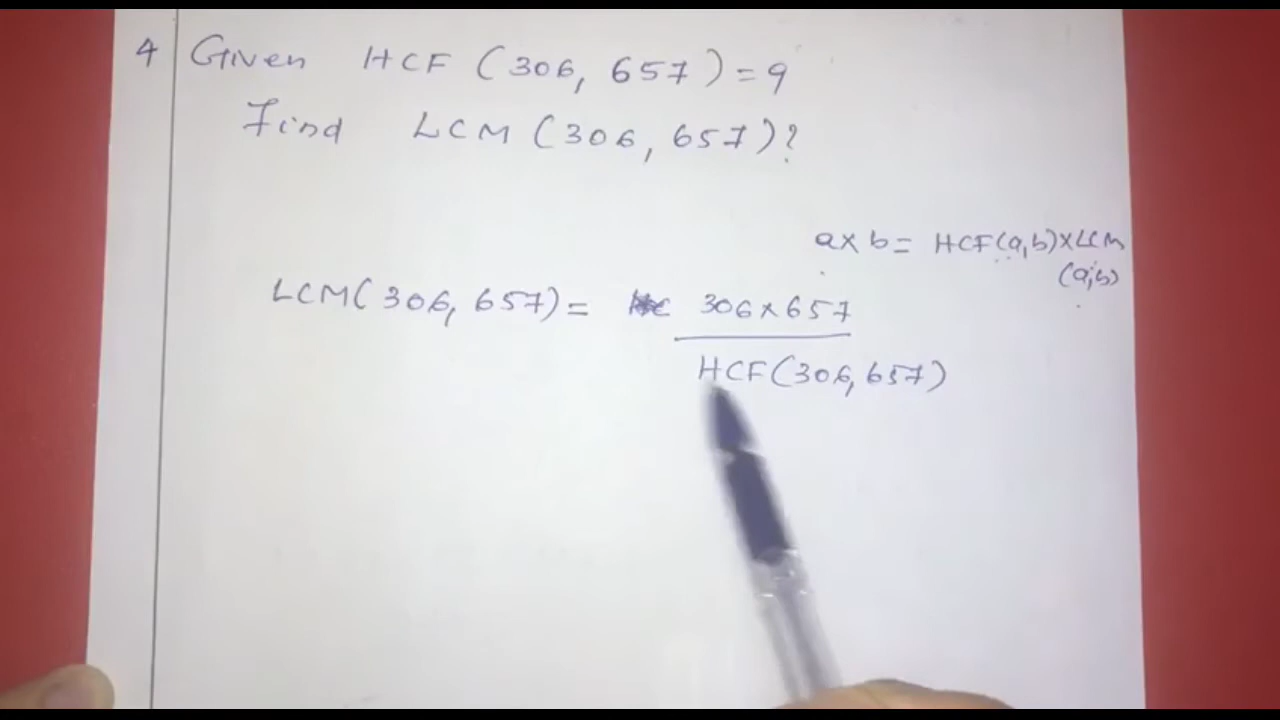 4 Given HCF (306, 657) = 9
Find LCM (306, 657)?
a x b = HCF(a,b) x LCM
(a,b)
LCM(306, 657) = 306 x 657
HCF(306, 657)